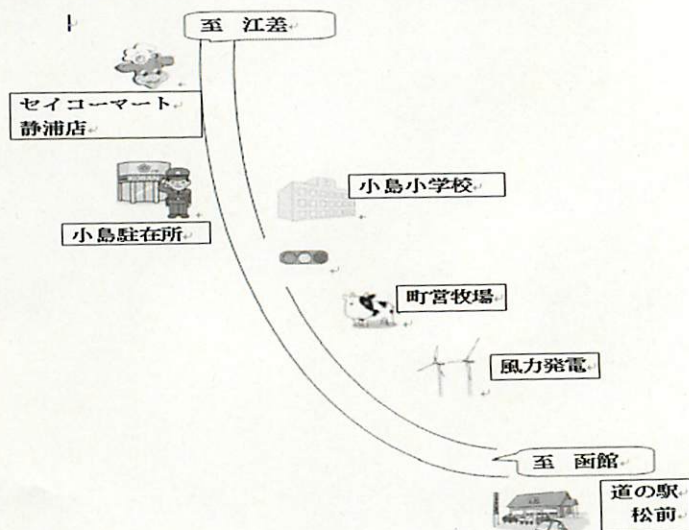 至　江差
セイコーマート
静浦店
小島小学校
小島駐在所
町営牧場
風力発電
至　函館
道の駅
松前